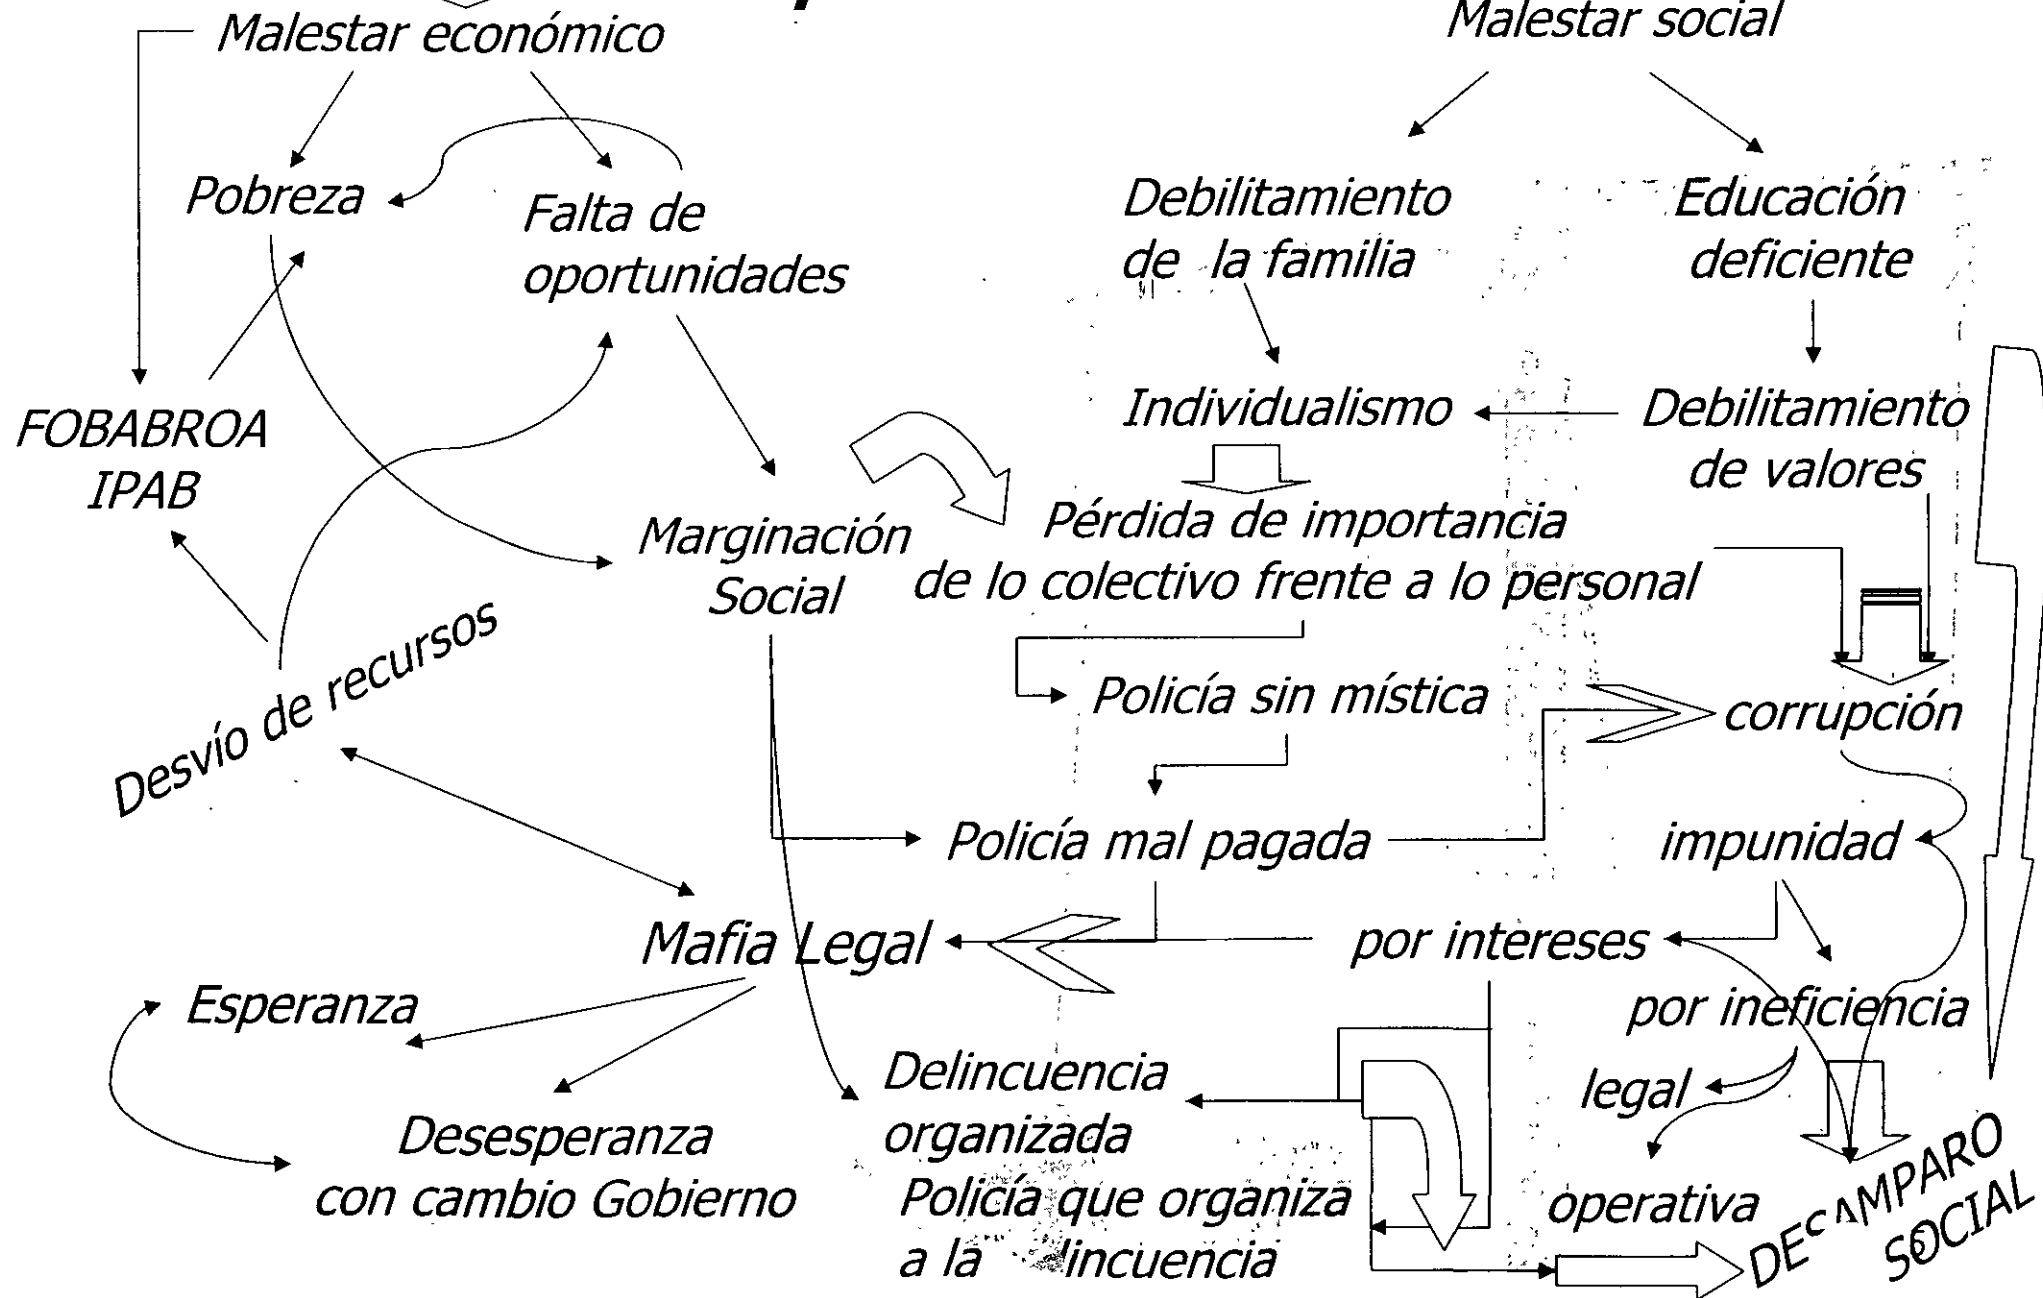 Malestar económico
Malestar social
Pobreza
Falta de
oportunidades
Debilitamiento
de la familia
Educación
deficiente
FOBABROA
IPAB
Individualismo
Debilitamiento
de valores
Marginación
Social
Pérdida de importancia
de lo colectivo frente a lo personal
Desvío de recursos
Policía sin mística
corrupción
Policía mal pagada
impunidad
Mafia Legal
por intereses
Esperanza
por ineficiencia
Delincuencia
organizada
legal
Desesperanza
con cambio Gobierno
Policía que organiza
a la
operativa
SOCIAL